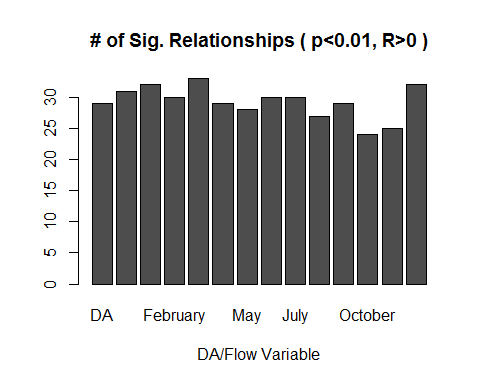 # of Sig. Relationships ( p<0.01, R>0 )
30
25
20
15
10
5
0
DA February May July October
DA/Flow Variable